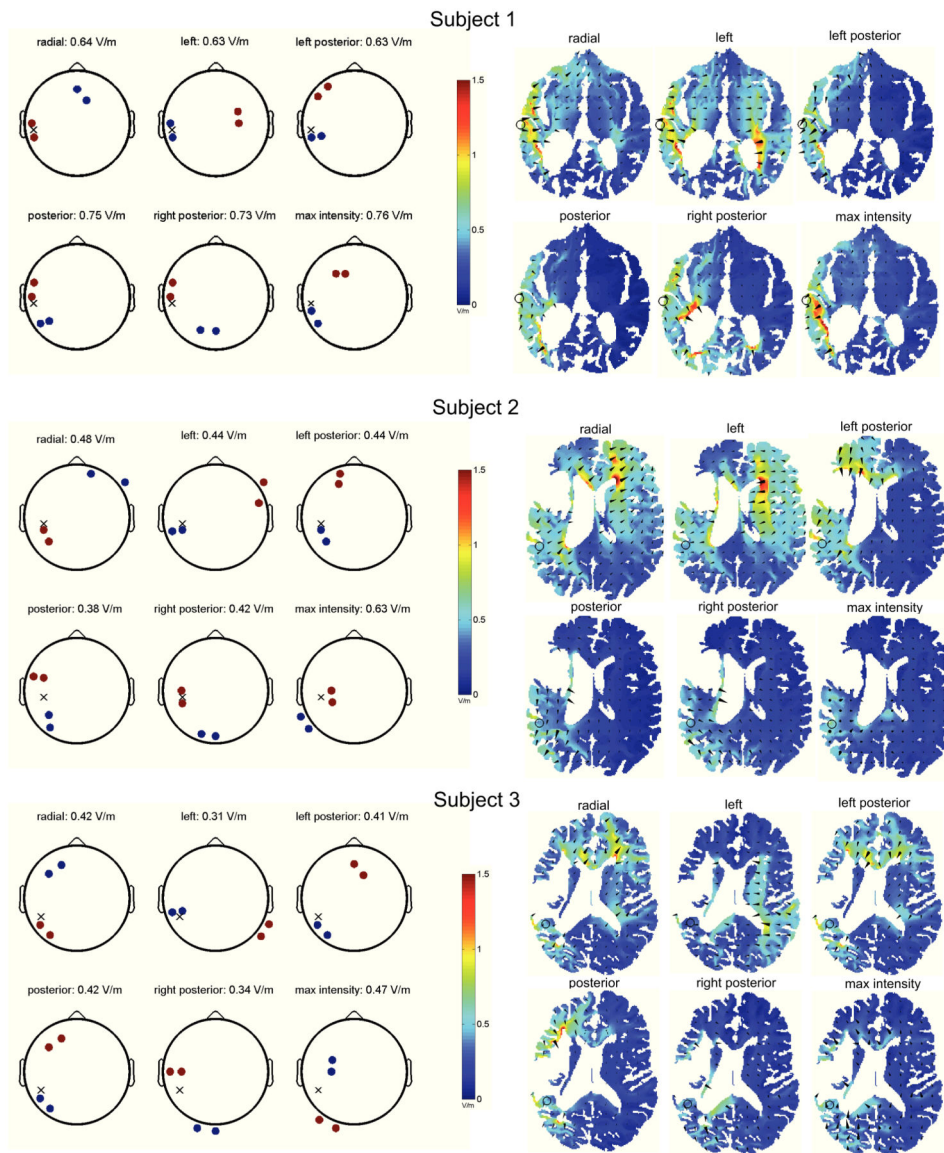 Subject 1
radial: 0.64 V/m
left: 0.63 V/m
left posterior: 0.63 V/m
posterior: 0.75 V/m
right posterior: 0.73 V/m
max intensity: 0.76 V/m
1.5
1
0.5
0
V/m
radial
left
left posterior
posterior
right posterior
max intensity
Subject 2
radial: 0.48 V/m
left: 0.44 V/m
left posterior: 0.44 V/m
posterior: 0.38 V/m
right posterior: 0.42 V/m
max intensity: 0.63 V/m
1.5
1
0.5
0
V/m
radial
left
left posterior
posterior
right posterior
max intensity
Subject 3
radial: 0.42 V/m
left: 0.31 V/m
left posterior: 0.41 V/m
posterior: 0.42 V/m
right posterior: 0.34 V/m
max intensity: 0.47 V/m
1.5
1
0.5
0
V/m
radial
left
left posterior
posterior
right posterior
max intensity